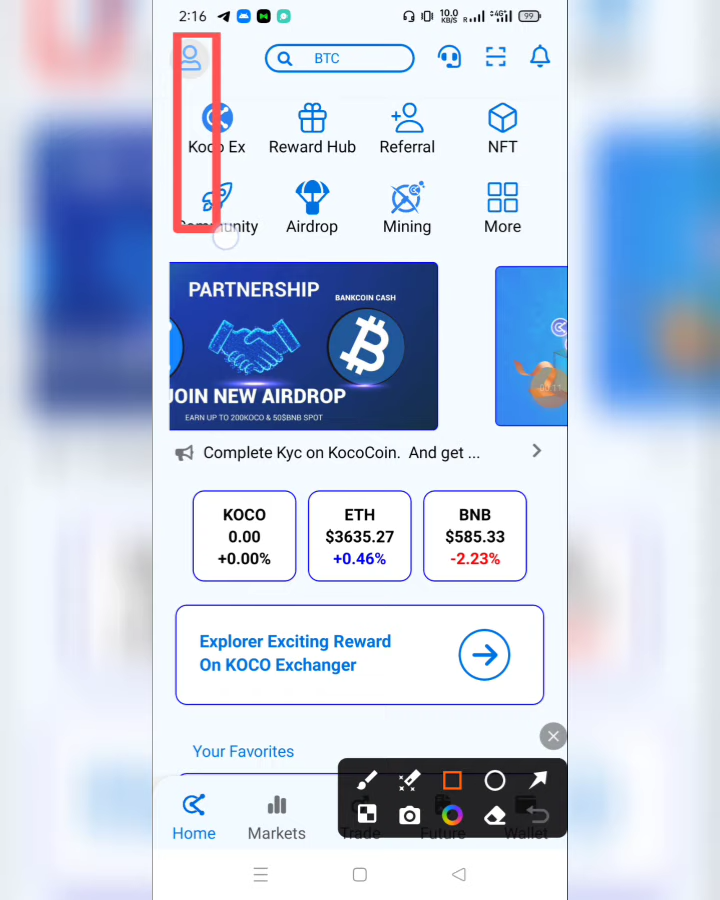 2:16
10.0
KB/S
R
4G
99
BTC
Koco Ex
Reward Hub
Referral
NFT
Community
Airdrop
Mining
More
PARTNERSHIP
BANKCOIN CASH
JOIN NEW AIRDROP
EARN UP TO 200KOCO & 50$BNB SPOT
Complete Kyc on KocoCoin. And get ...
KOCO
0.00
+0.00%
ETH
$3635.27
+0.46%
BNB
$585.33
-2.23%
Explorer Exciting Reward
On KOCO Exchanger
Your Favorites
Home
Markets
Trade
Future
Wallet